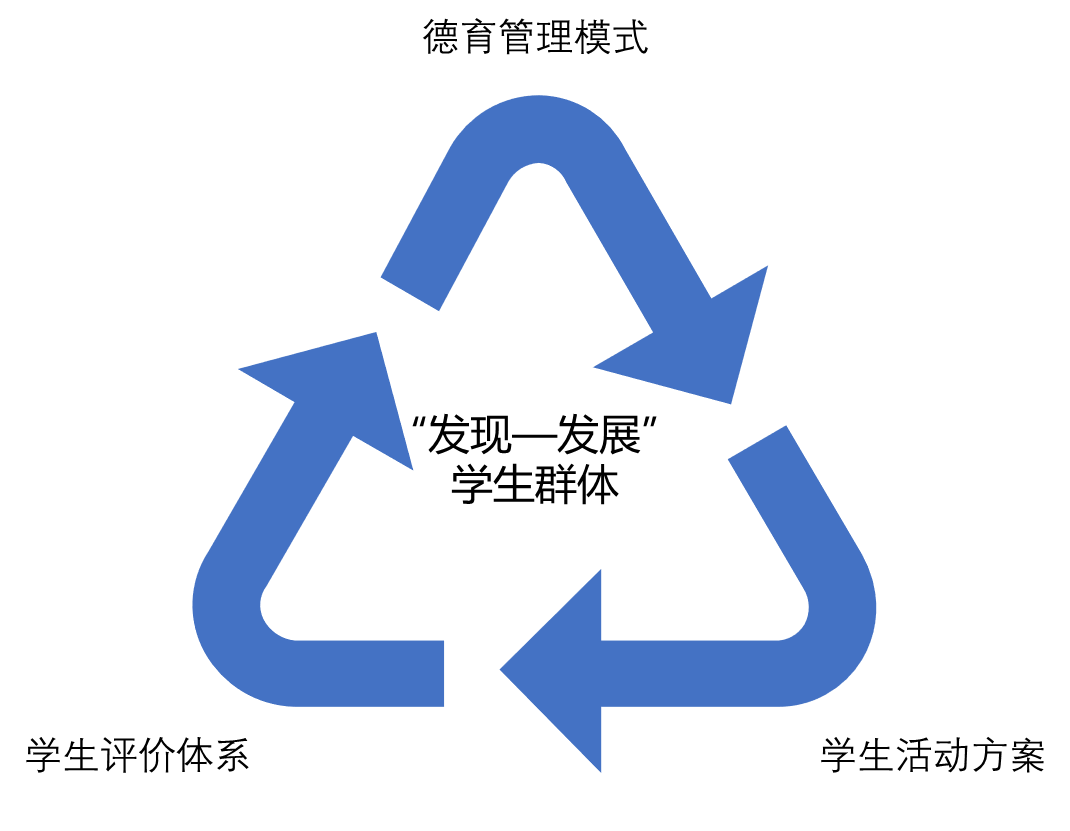 德育管理模式
“发现—发展”
学生群体
学生评价体系
学生活动方案